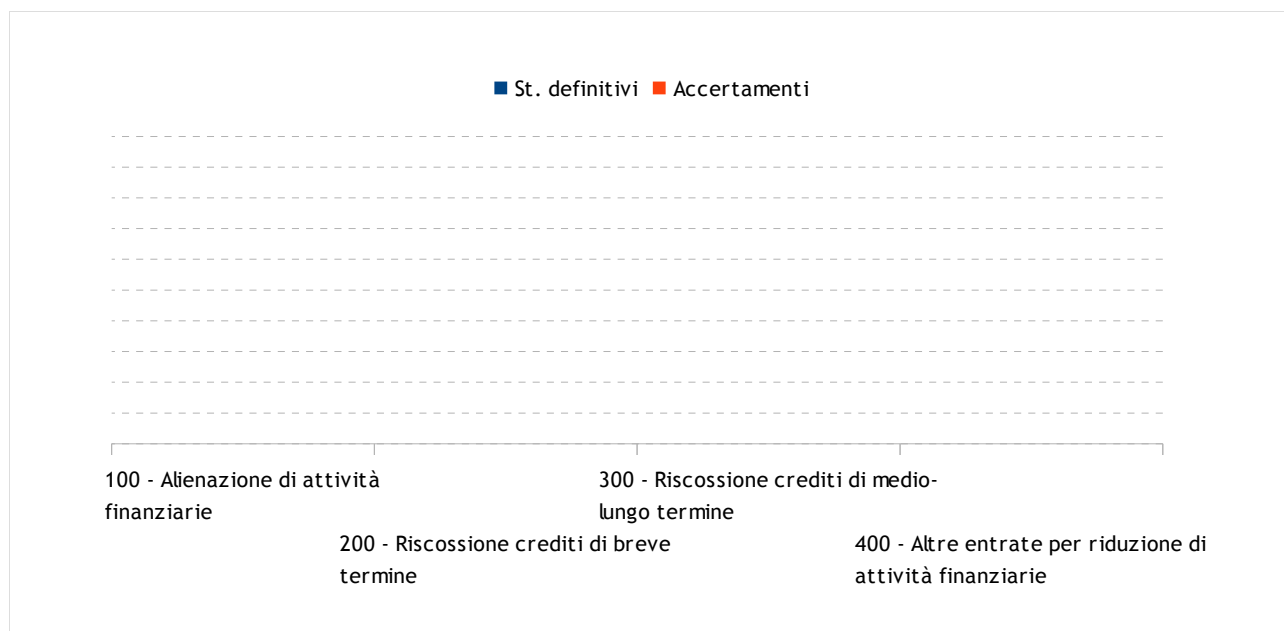 St. definitivi Accertamenti
100 - Alienazione di attività
finanziarie
200 - Riscossione crediti di breve
termine
300 - Riscossione crediti di medio-
lungo termine
400 - Altre entrate per riduzione di
attività finanziarie